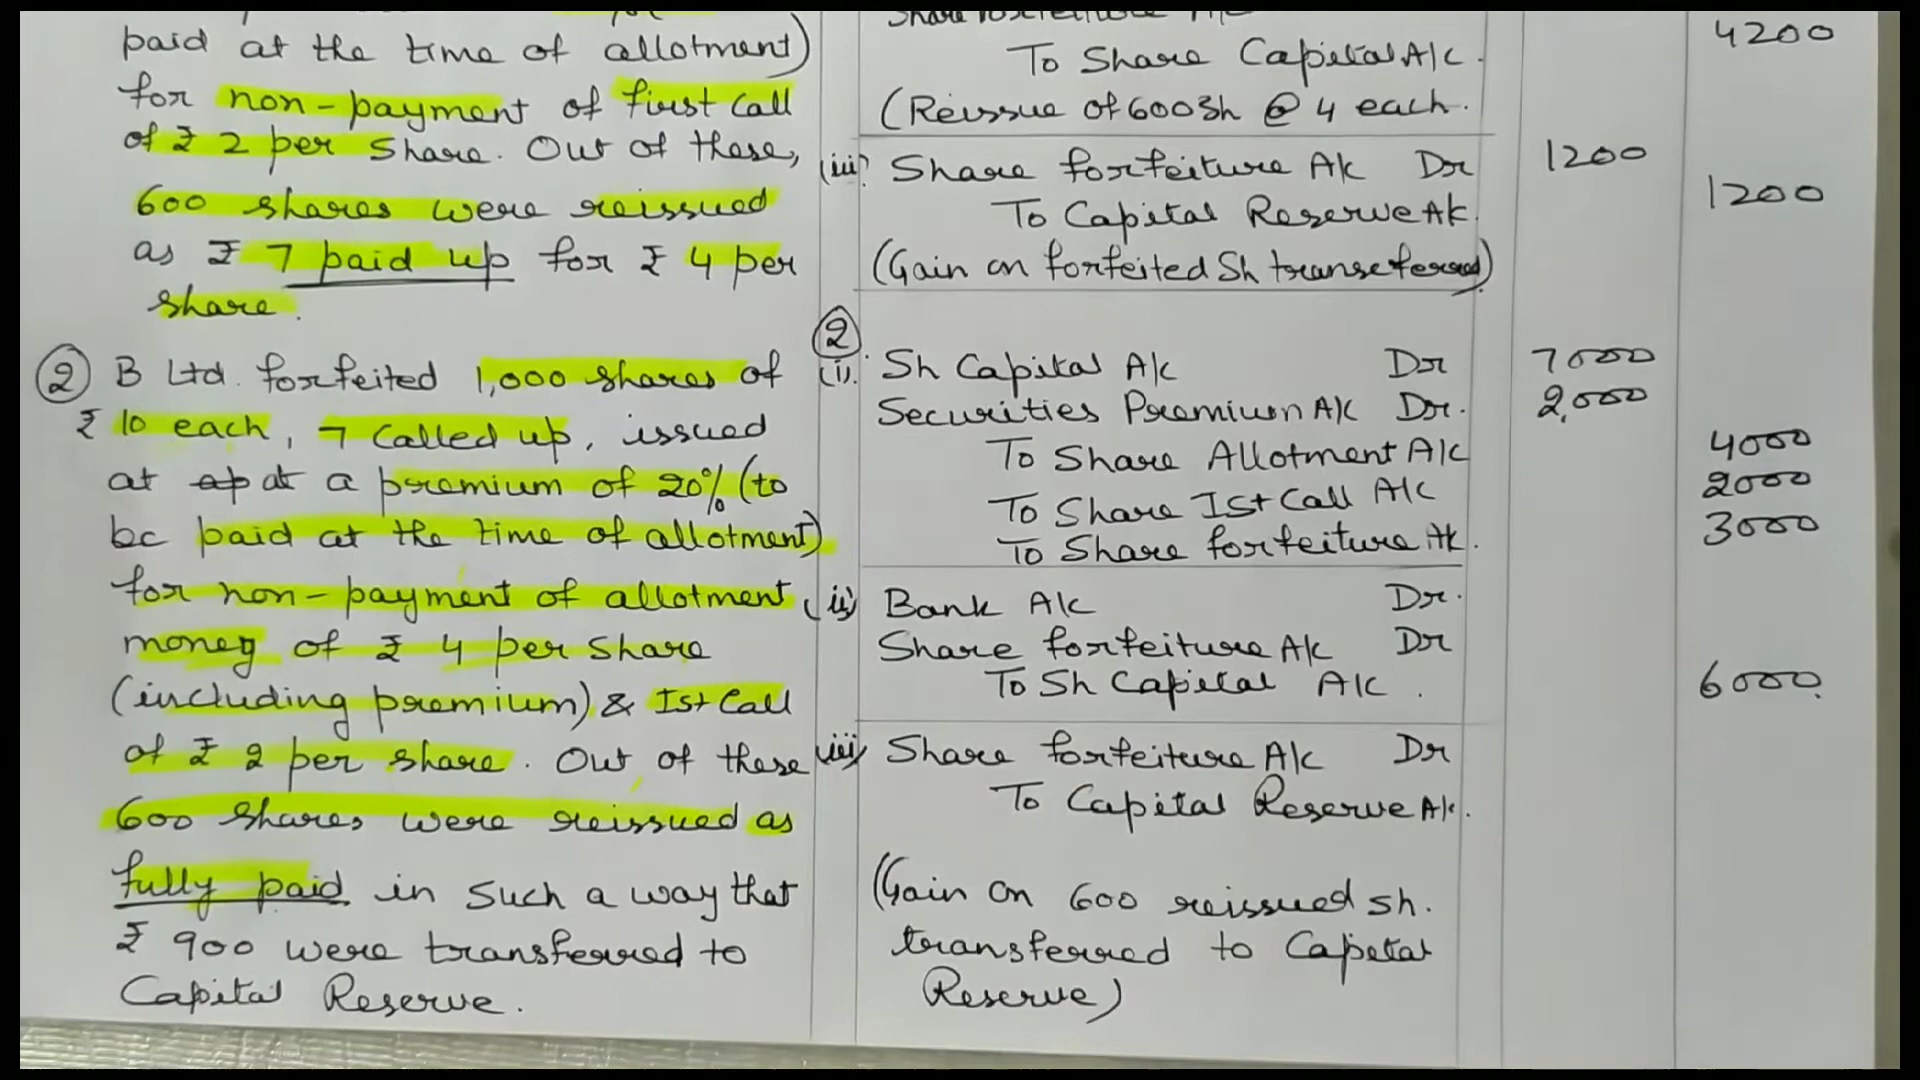 paid at the time of allotment)
for non-payment of first call
of ₹ 2 per share. Out of these,
600 shares were reissued
as ₹ 7 paid up for ₹ 4 per
share.
② B Ltd. forfeited 1,000 shares of
₹ 10 each, 7 called up, issued
at at a premium of 20% (to
be paid at the time of allotment)
for non-payment of allotment
money of ₹ 4 per share
(including premium) & Ist Call
of ₹ 2 per share. Out of these
600 shares were reissued as
fully paid in such a way that
₹ 900 were transferred to
Capital Reserve.
4200
To Share Capital A/c.
(Reissue of 600 Sh @ 4 each.
(iii) Share forfeiture A/c Dr 1200
To Capital Reserve A/c. 1200
(Gain on forfeited Sh transeferred)
②
(i). Sh Capital A/c Dr 7000
Securities Premium A/c Dr. 2,000
To Share Allotment A/c 4000
To Share Ist Call A/c 2000
To Share forfeiture A/c. 3000
(ii) Bank A/c Dr.
Share forfeiture A/c Dr
To Sh Capital A/c. 6000.
(iii) Share forfeiture A/c Dr
To Capital Reserve A/c.
(Gain on 600 reissued sh.
transferred to Capital
Reserve)